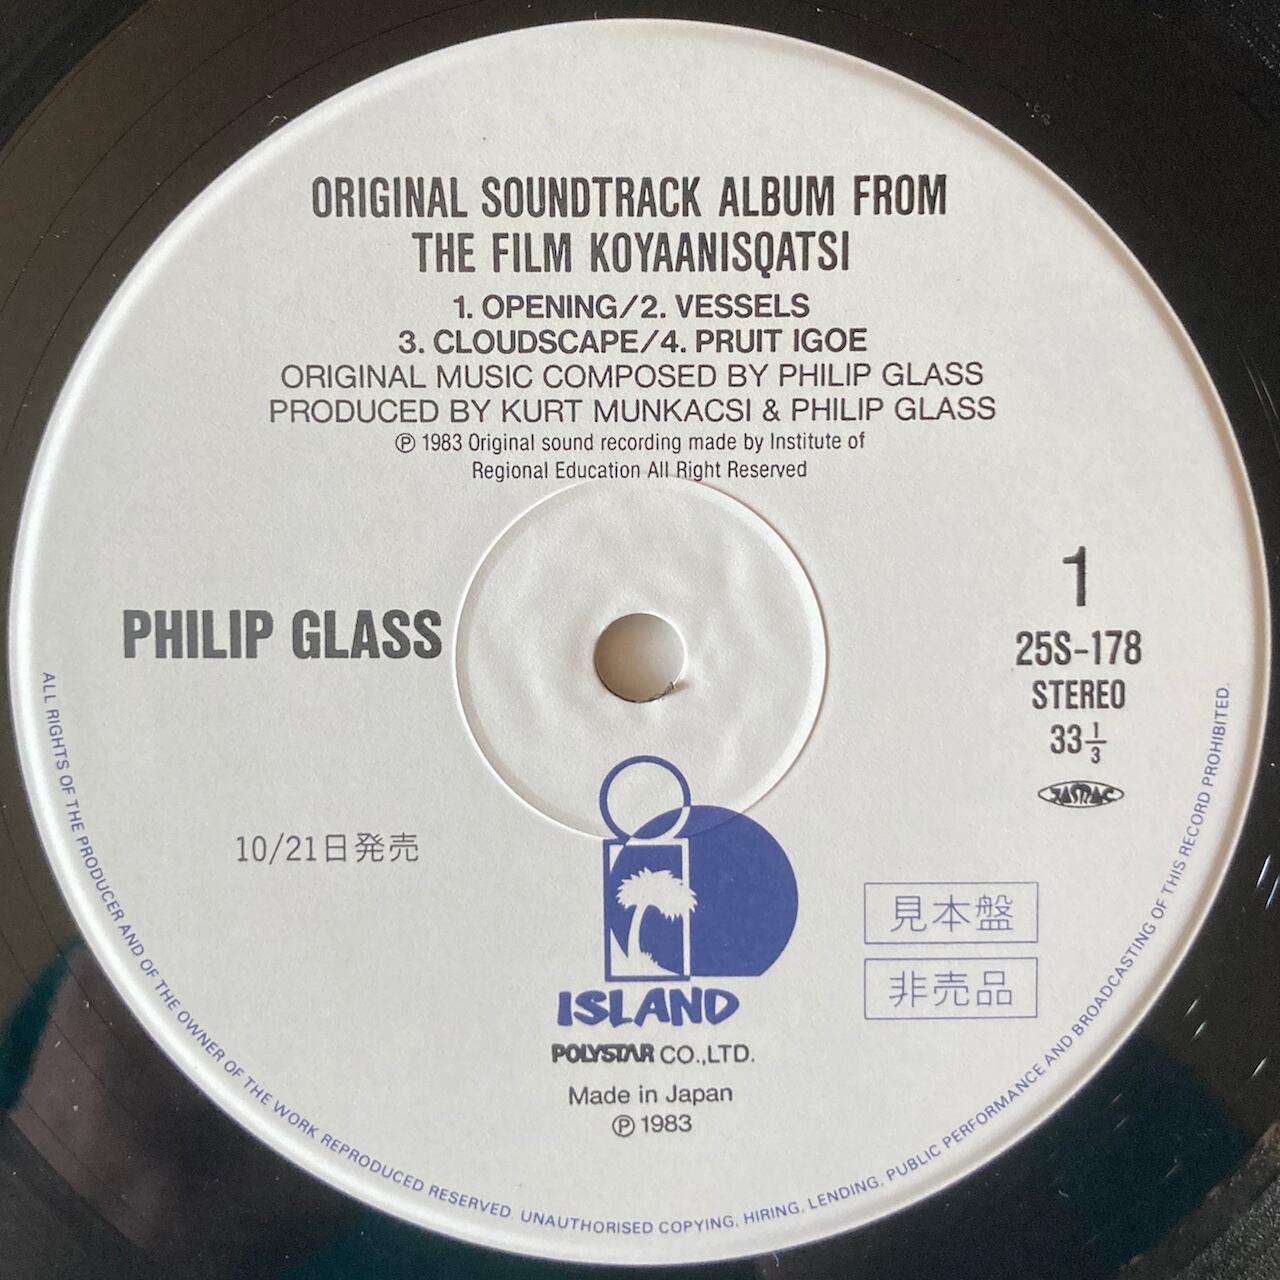 ORIGINAL SOUNDTRACK ALBUM FROM
THE FILM KOYAANISQATSI
1. OPENING/2. VESSELS
3. CLOUDSCAPE/4. PRUIT IGOE
ORIGINAL MUSIC COMPOSED BY PHILIP GLASS
PRODUCED BY KURT MUNKACSI & PHILIP GLASS
Ⓟ 1983 Original sound recording made by Institute of
Regional Education All Right Reserved
PHILIP GLASS
1
25S-178
STEREO
33 1/3
JASRAC
10/21日発売
見本盤
非売品
ISLAND
POLYSTAR CO.,LTD.
Made in Japan
Ⓟ 1983
ALL RIGHTS OF THE PRODUCER AND OF THE OWNER OF THE WORK REPRODUCED RESERVED. UNAUTHORISED COPYING, HIRING, LENDING, PUBLIC PERFORMANCE AND BROADCASTING OF THIS RECORD PROHIBITED.